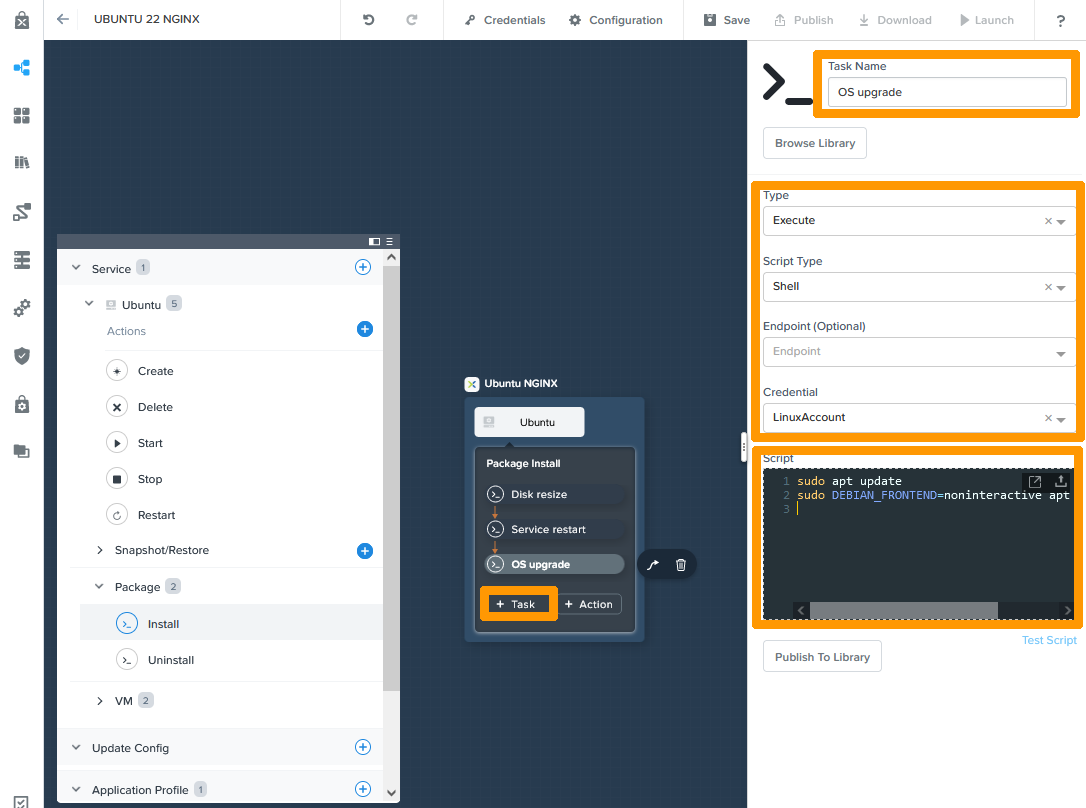 UBUNTU 22 NGINX
Credentials
Configuration
Save
Publish
Download
Launch
?
Task Name
OS upgrade
Browse Library
Type
Execute
Script Type
Shell
Endpoint (Optional)
Endpoint
Credential
LinuxAccount
Script
1 sudo apt update
2 sudo DEBIAN_FRONTEND=noninteractive apt
3
Test Script
Publish To Library
Service 1
Ubuntu 5
Actions
Create
Delete
Start
Stop
Restart
Snapshot/Restore
Package 2
Install
Uninstall
VM 2
Update Config
Application Profile 1
Ubuntu NGINX
Ubuntu
Package Install
Disk resize
Service restart
OS upgrade
+ Task
+ Action